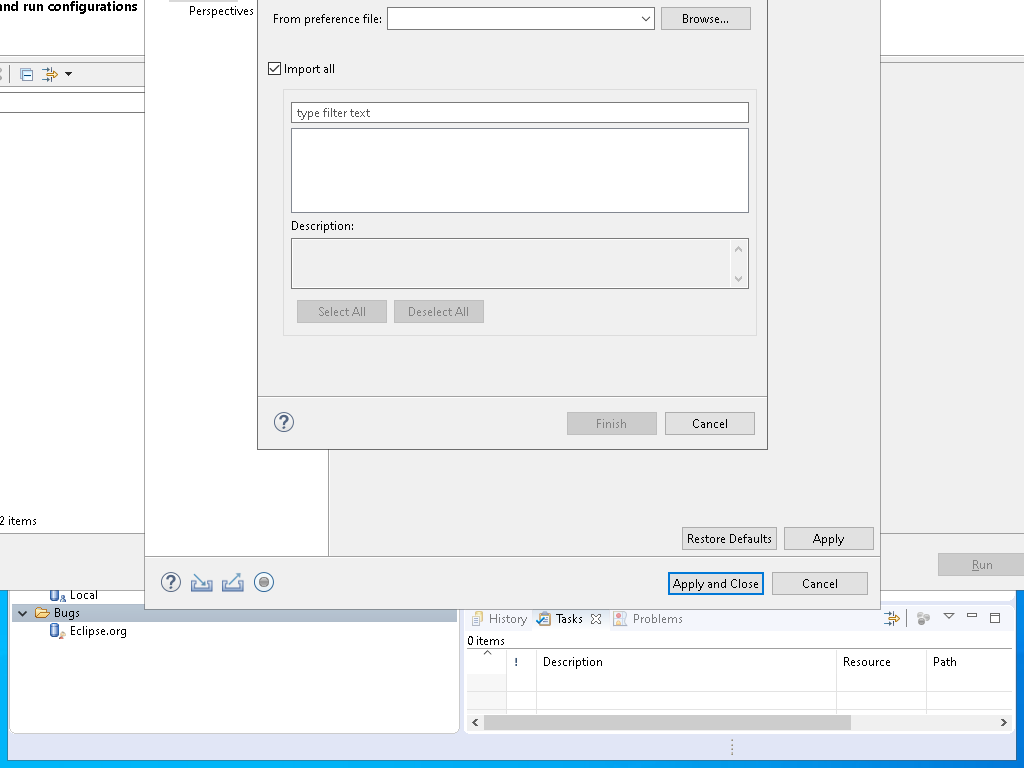 and run configurations
Perspectives
From preference file:
Browse...
Import all
type filter text
Description:
Select All
Deselect All
Finish
Cancel
2 items
Restore Defaults
Apply
Run
Apply and Close
Cancel
Local
Bugs
Eclipse.org
History
Tasks
Problems
0 items
! Description Resource Path